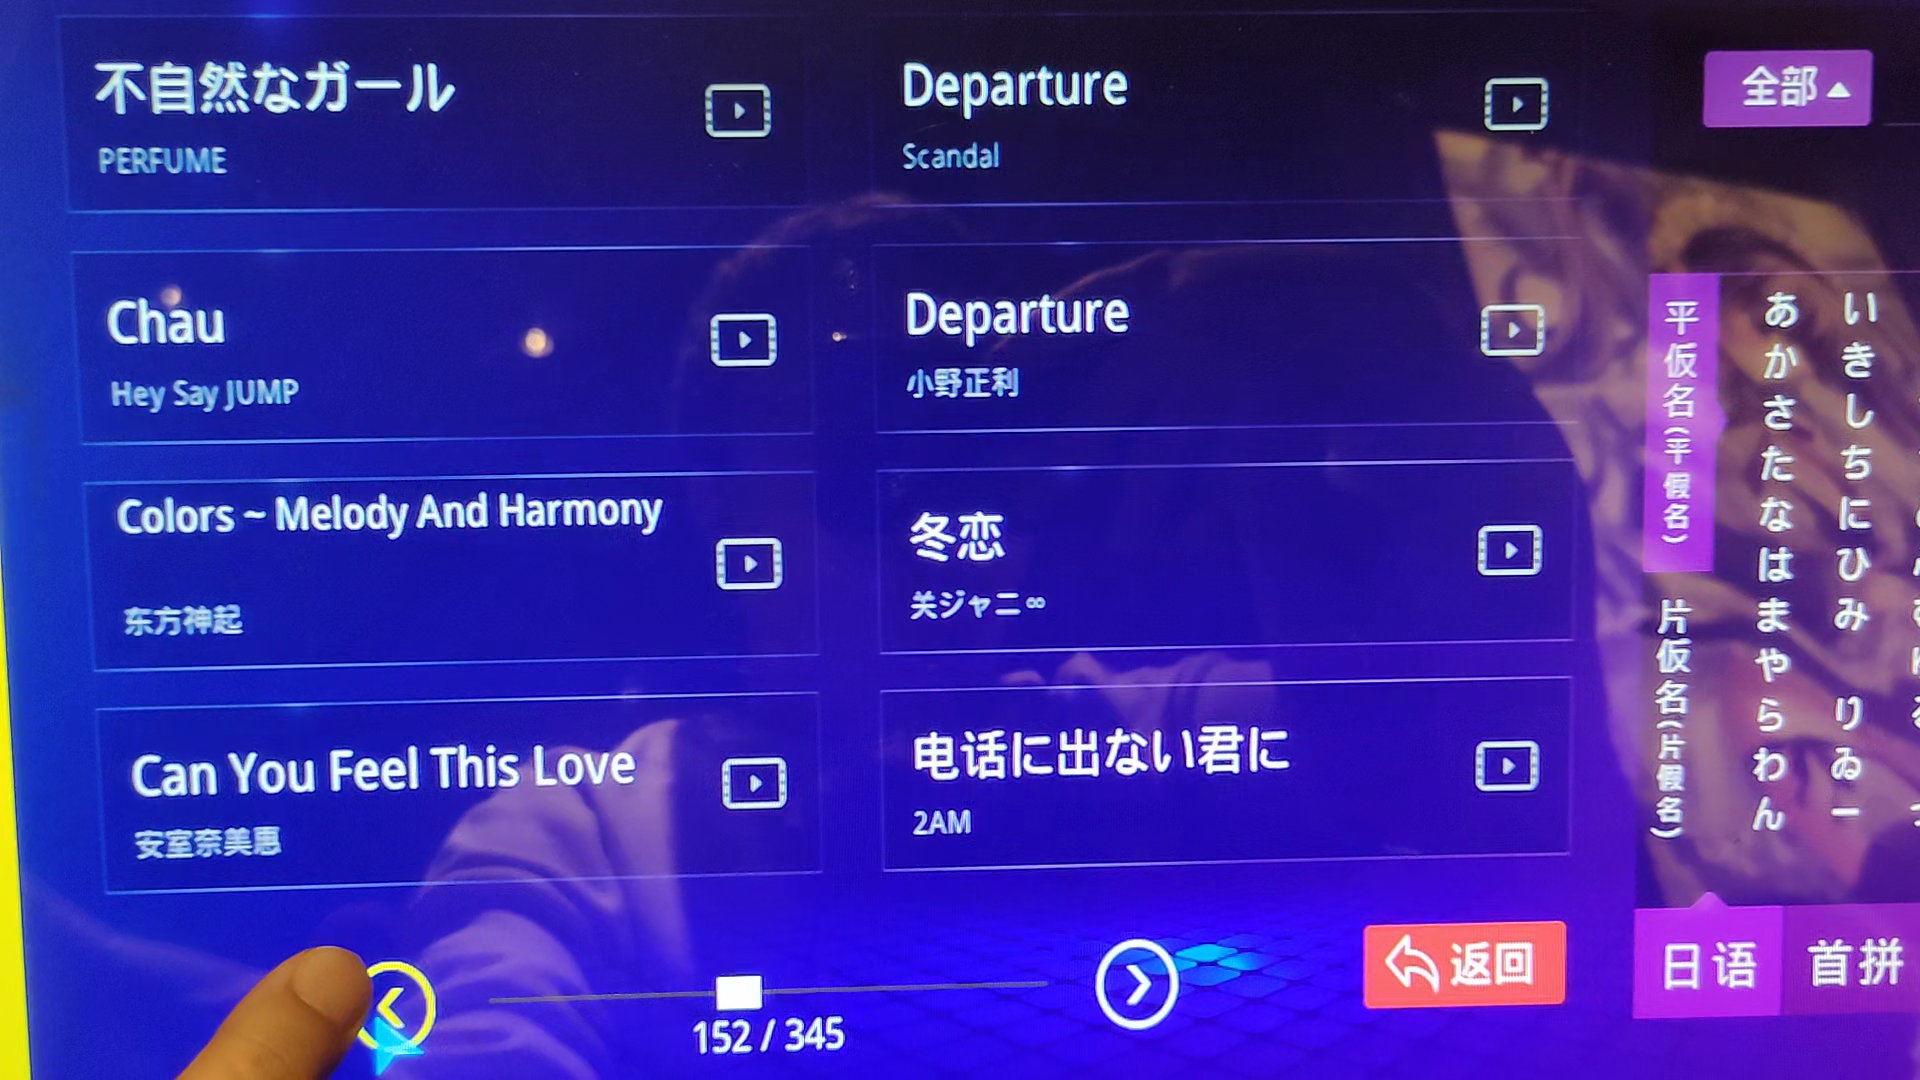 不自然なガール
PERFUME
Departure
Scandal
Chau
Hey Say JUMP
Departure
小野正利
Colors ~ Melody And Harmony
东方神起
冬恋
关ジャニ∞
Can You Feel This Love
安室奈美惠
电话に出ない君に
2AM
152 / 345
返回
全部
平仮名(平假名)
片仮名(片假名)
あかさたなはまやらわん
いきしちにひみ りゐー
日语
首拼